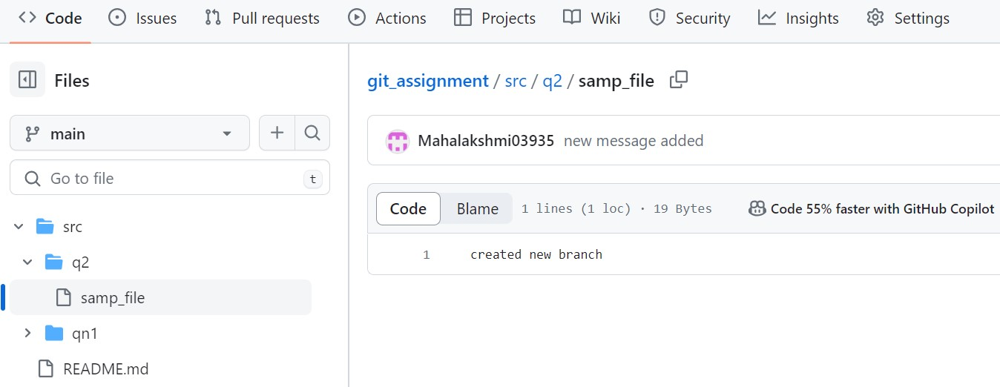 Code Issues Pull requests Actions Projects Wiki Security Insights Settings
Files
main
Go to file t
src
q2
samp_file
qn1
README.md
git_assignment / src / q2 / samp_file
Mahalakshmi03935 new message added
Code Blame 1 lines (1 loc) · 19 Bytes Code 55% faster with GitHub Copilot
1 created new branch